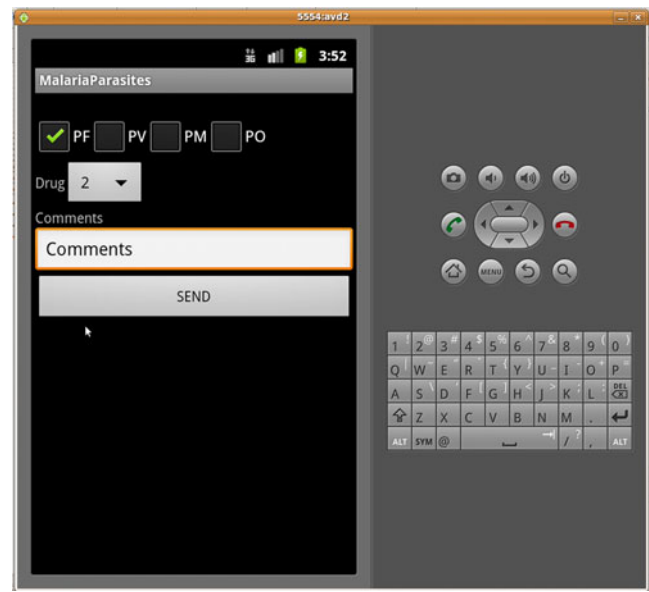 5554:avd2
3G 3:52
MalariaParasites
PF PV PM PO
Drug 2
Comments
Comments
SEND
MENU
1 ! 2 @ 3 # 4 $ 5 % 6 ^ 7 & 8 * 9 ( 0 )
Q | W ~ E " R ` T { Y } U _ I - O + P =
A S \ D ' F [ G ] H < J > K ; L : DEL
Z X C V B N M .
ALT SYM @ / ? , ALT